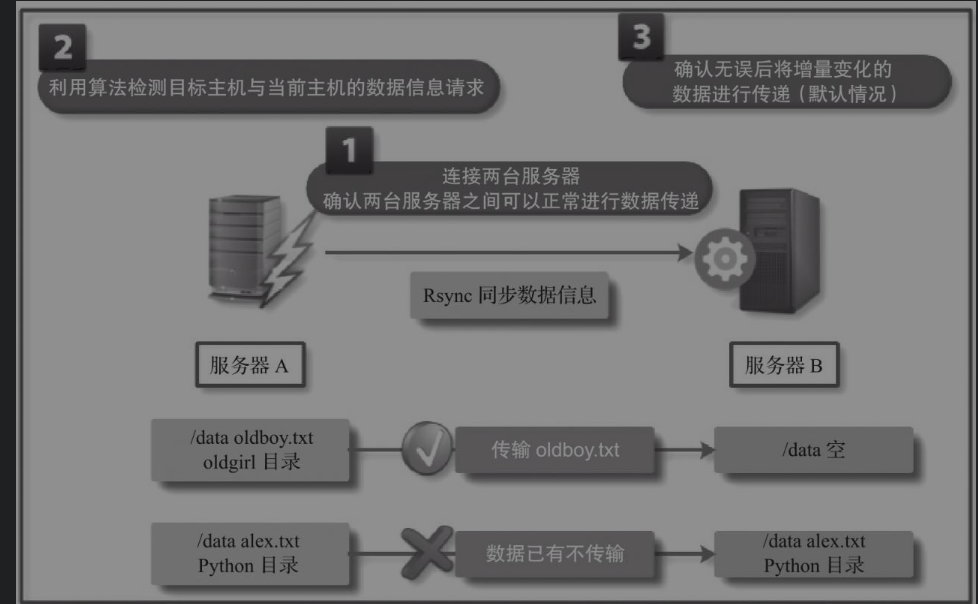 2
利用算法检测目标主机与当前主机的数据信息请求
3
确认无误后将增量变化的
数据进行传递（默认情况）
1
连接两台服务器
确认两台服务器之间可以正常进行数据传递
Rsync 同步数据信息
服务器 A
服务器 B
/data oldboy.txt
oldgirl 目录
传输 oldboy.txt
/data 空
/data alex.txt
Python 目录
数据已有不传输
/data alex.txt
Python 目录